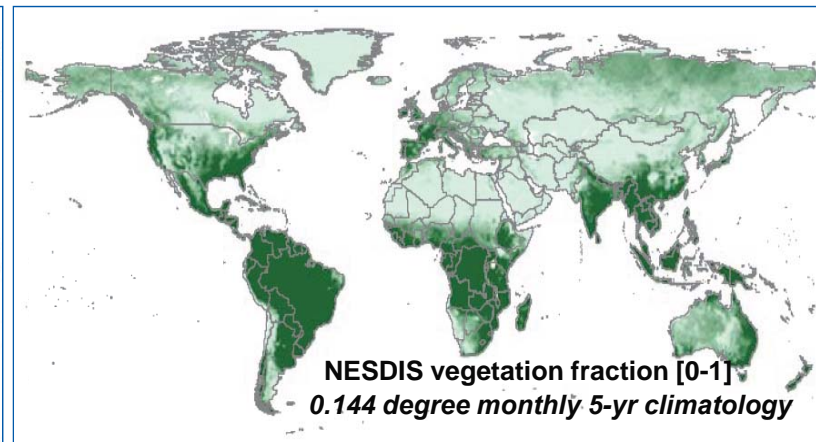 NESDIS vegetation fraction [0-1]
0.144 degree monthly 5-yr climatology